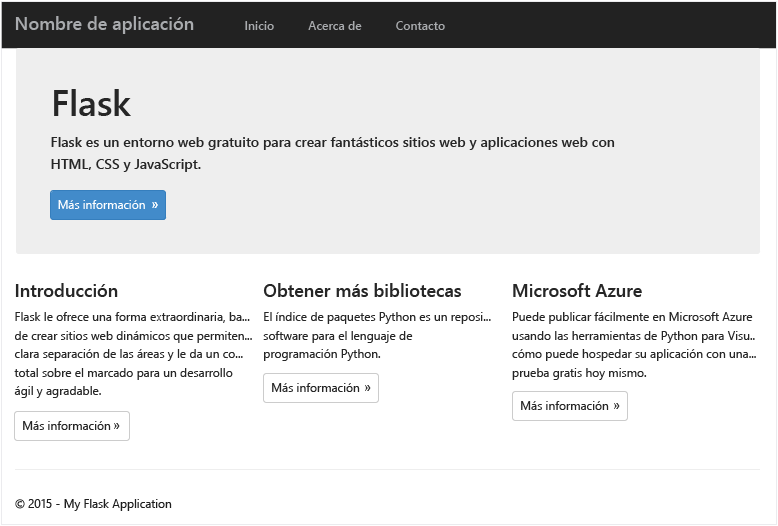 Nombre de aplicación Inicio Acerca de Contacto
Flask
Flask es un entorno web gratuito para crear fantásticos sitios web y aplicaciones web con
HTML, CSS y JavaScript.
Más información »
Introducción
Flask le ofrece una forma extraordinaria, ba...
de crear sitios web dinámicos que permiten...
clara separación de las áreas y le da un co...
total sobre el marcado para un desarrollo
ágil y agradable.
Más información »
Obtener más bibliotecas
El índice de paquetes Python es un reposi...
software para el lenguaje de
programación Python.
Más información »
Microsoft Azure
Puede publicar fácilmente en Microsoft Azure
usando las herramientas de Python para Visu..
cómo puede hospedar su aplicación con una...
prueba gratis hoy mismo.
Más información »
© 2015 - My Flask Application